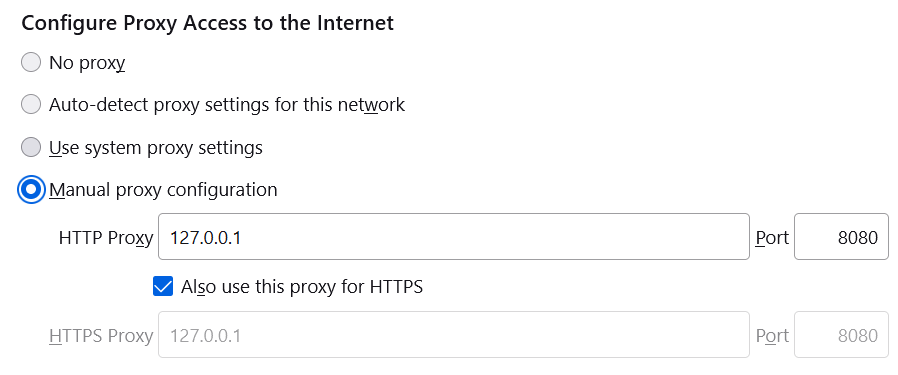 Configure Proxy Access to the Internet
No proxy
Auto-detect proxy settings for this network
Use system proxy settings
Manual proxy configuration
HTTP Proxy 127.0.0.1 Port 8080
Also use this proxy for HTTPS
HTTPS Proxy 127.0.0.1 Port 8080